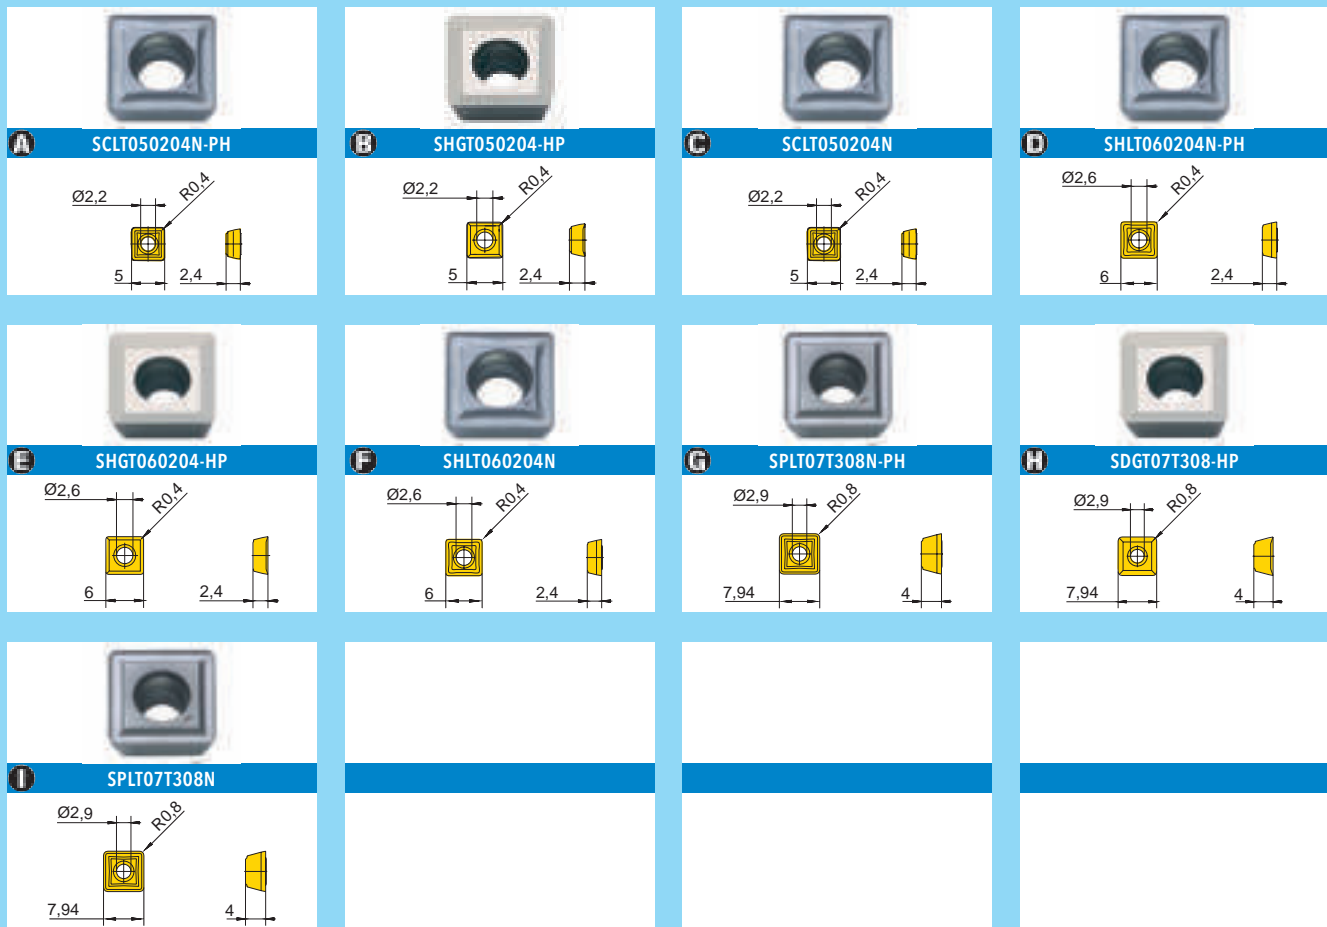 A SCLT050204N-PH
Ø2,2 R0,4
5 2,4
B SHGT050204-HP
Ø2,2 R0,4
5 2,4
C SCLT050204N
Ø2,2 R0,4
5 2,4
D SHLT060204N-PH
Ø2,6 R0,4
6 2,4
E SHGT060204-HP
Ø2,6 R0,4
6 2,4
F SHLT060204N
Ø2,6 R0,4
6 2,4
G SPLT07T308N-PH
Ø2,9 R0,8
7,94 4
H SDGT07T308-HP
Ø2,9 R0,8
7,94 4
I SPLT07T308N
Ø2,9 R0,8
7,94 4